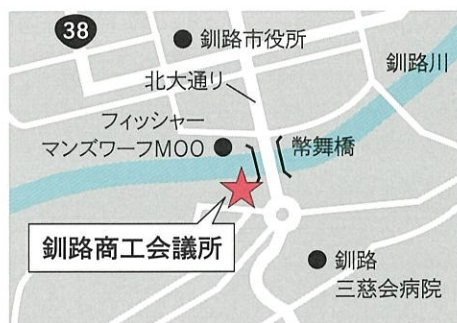 38
釧路市役所
北大通り
釧路川
フィッシャー
マンズワーフMOO
幣舞橋
釧路商工会議所
釧路
三慈会病院